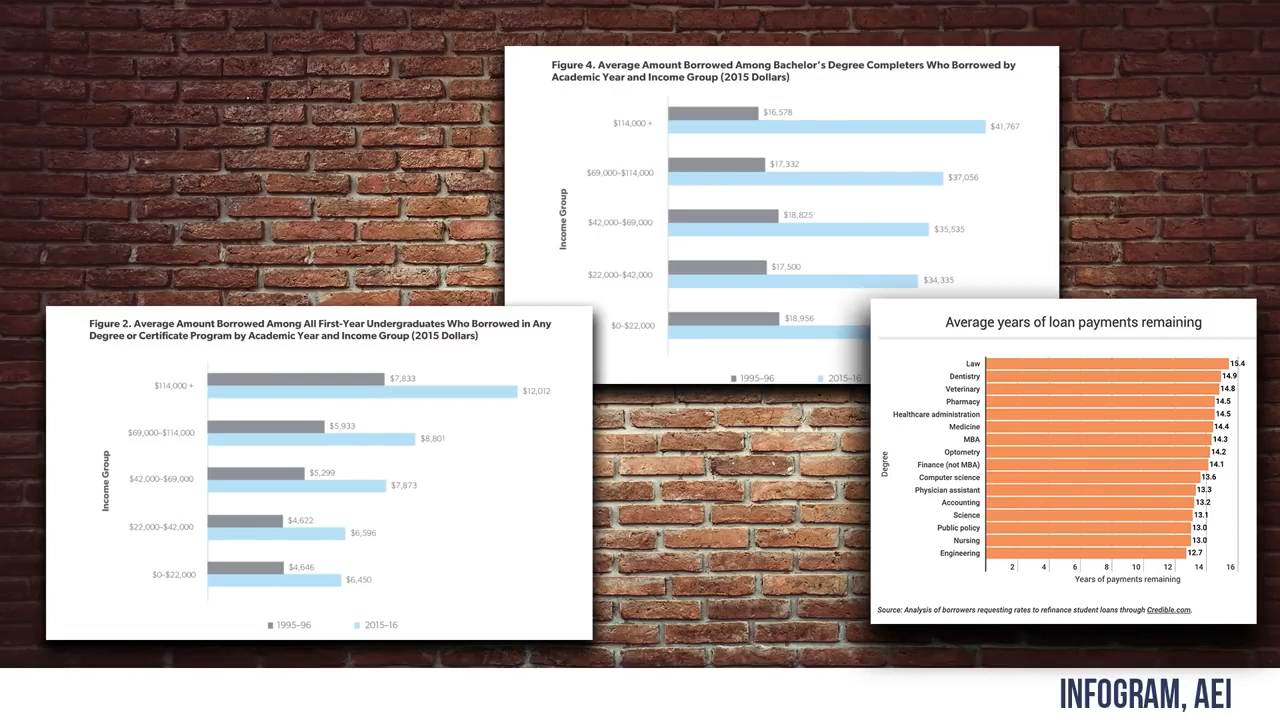 Figure 4. Average Amount Borrowed Among Bachelor's Degree Completers Who Borrowed by
Academic Year and Income Group (2015 Dollars)
Income Group
$114,000 +
$16,578
$41,767
$69,000–$114,000
$17,332
$37,056
$42,000–$69,000
$18,825
$35,535
$22,000–$42,000
$17,500
$34,335
$0–$22,000
$18,956
1995–96
2015–16
Figure 2. Average Amount Borrowed Among All First-Year Undergraduates Who Borrowed in Any
Degree or Certificate Program by Academic Year and Income Group (2015 Dollars)
Income Group
$114,000 +
$7,833
$12,012
$69,000–$114,000
$5,933
$8,801
$42,000–$69,000
$5,299
$7,873
$22,000–$42,000
$4,622
$6,596
$0–$22,000
$4,646
$6,450
1995–96
2015–16
Average years of loan payments remaining
Degree
Law 15.4
Dentistry 14.9
Veterinary 14.8
Pharmacy 14.5
Healthcare administration 14.5
Medicine 14.4
MBA 14.3
Optometry 14.2
Finance (not MBA) 14.1
Computer science 13.6
Physician assistant 13.3
Accounting 13.2
Science 13.1
Public policy 13.0
Nursing 13.0
Engineering 12.7
2 4 6 8 10 12 14 16
Years of payments remaining
Source: Analysis of borrowers requesting rates to refinance student loans through Credible.com.
INFOGRAM, AEI